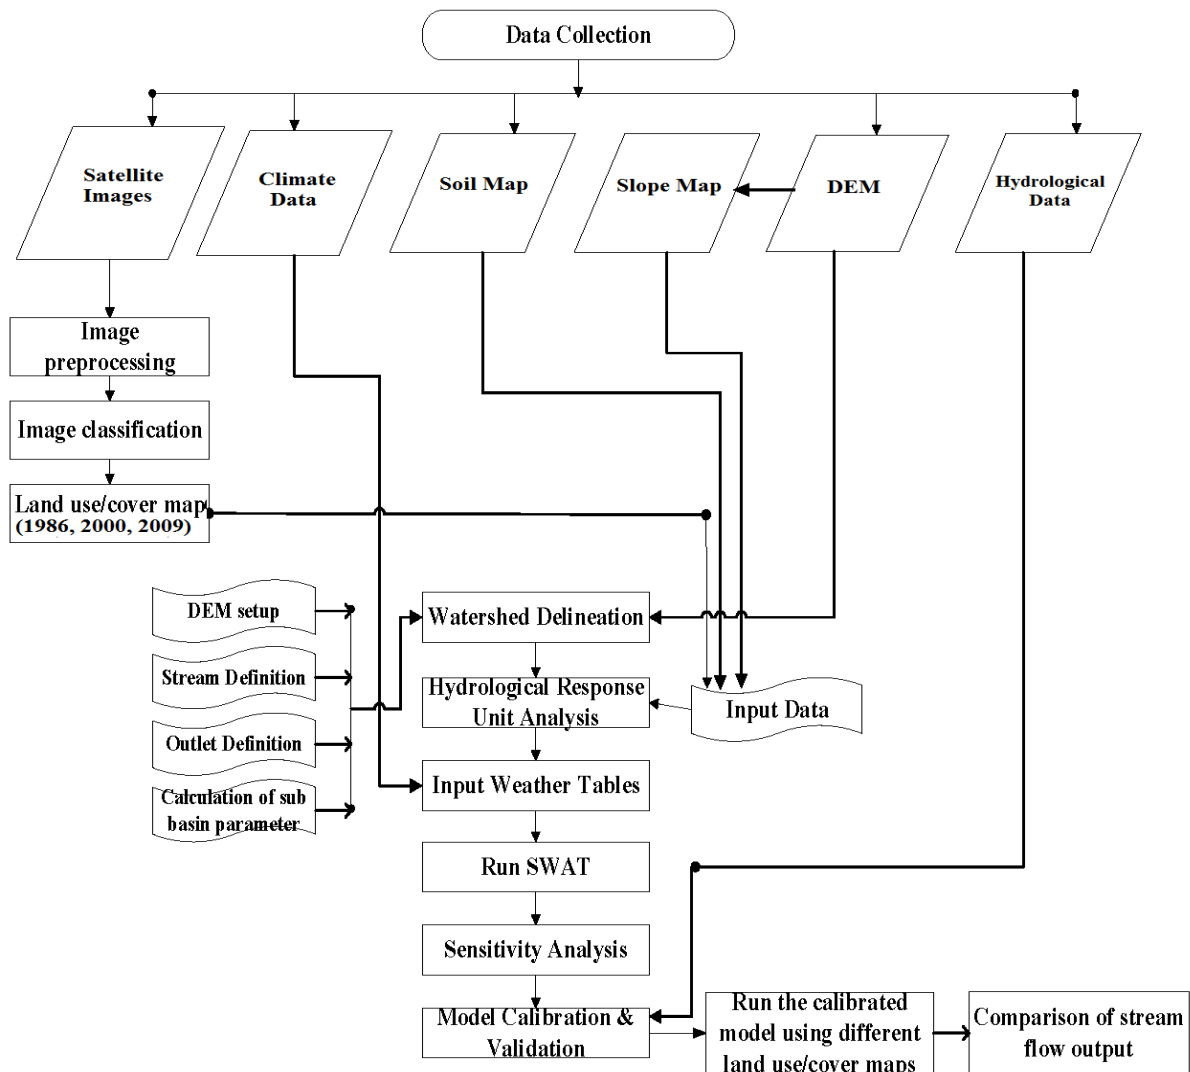 Data Collection
Satellite
Images
Climate
Data
Soil Map
Slope Map
DEM
Hydrological
Data
Image
preprocessing
Image classification
Land use/cover map
(1986, 2000, 2009)
DEM setup
Stream Definition
Outlet Definition
Calculation of sub
basin parameter
Watershed Delineation
Hydrological Response
Unit Analysis
Input Data
Input Weather Tables
Run SWAT
Sensitivity Analysis
Model Calibration &
Validation
Run the calibrated
model using different
land use/cover maps
Comparison of stream
flow output